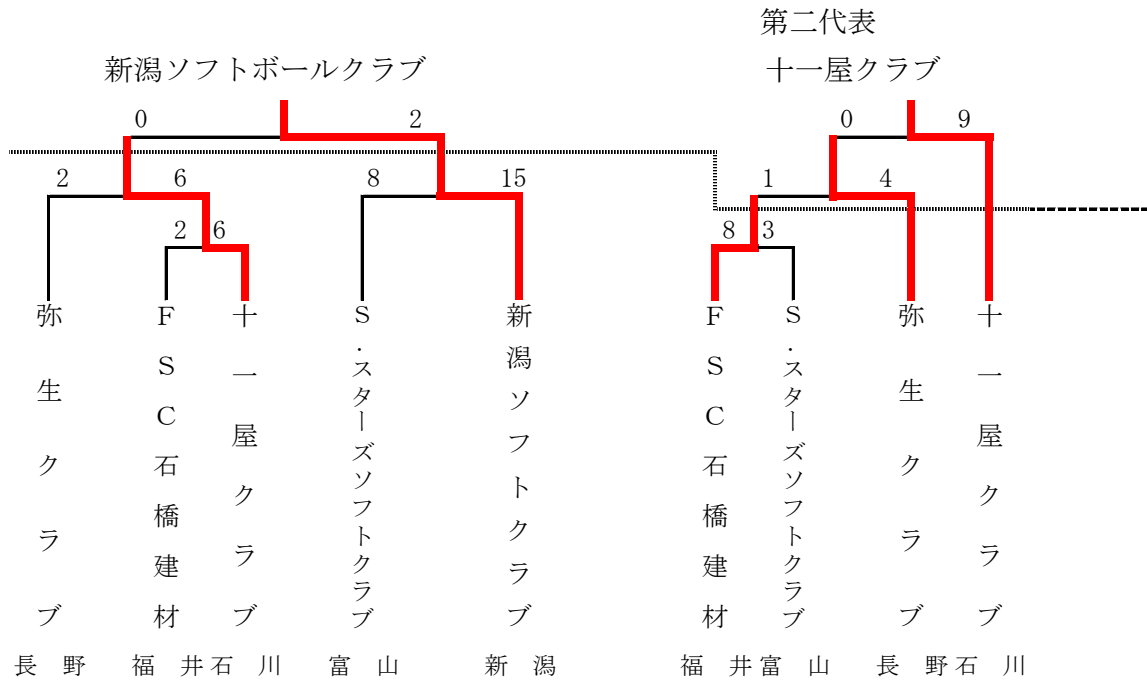 第二代表
新潟ソフトボールクラブ
十一屋クラブ
0 2
0 9
2 6
8 15
1 4
2 6
8 3
弥生クラブ
FSC石橋建材
十一屋クラブ
S.スターズソフトクラブ
新潟ソフトクラブ
FSC石橋建材
S.スターズソフトクラブ
弥生クラブ
十一屋クラブ
長野 福井 石川 富山 新潟
福井 富山 長野 石川